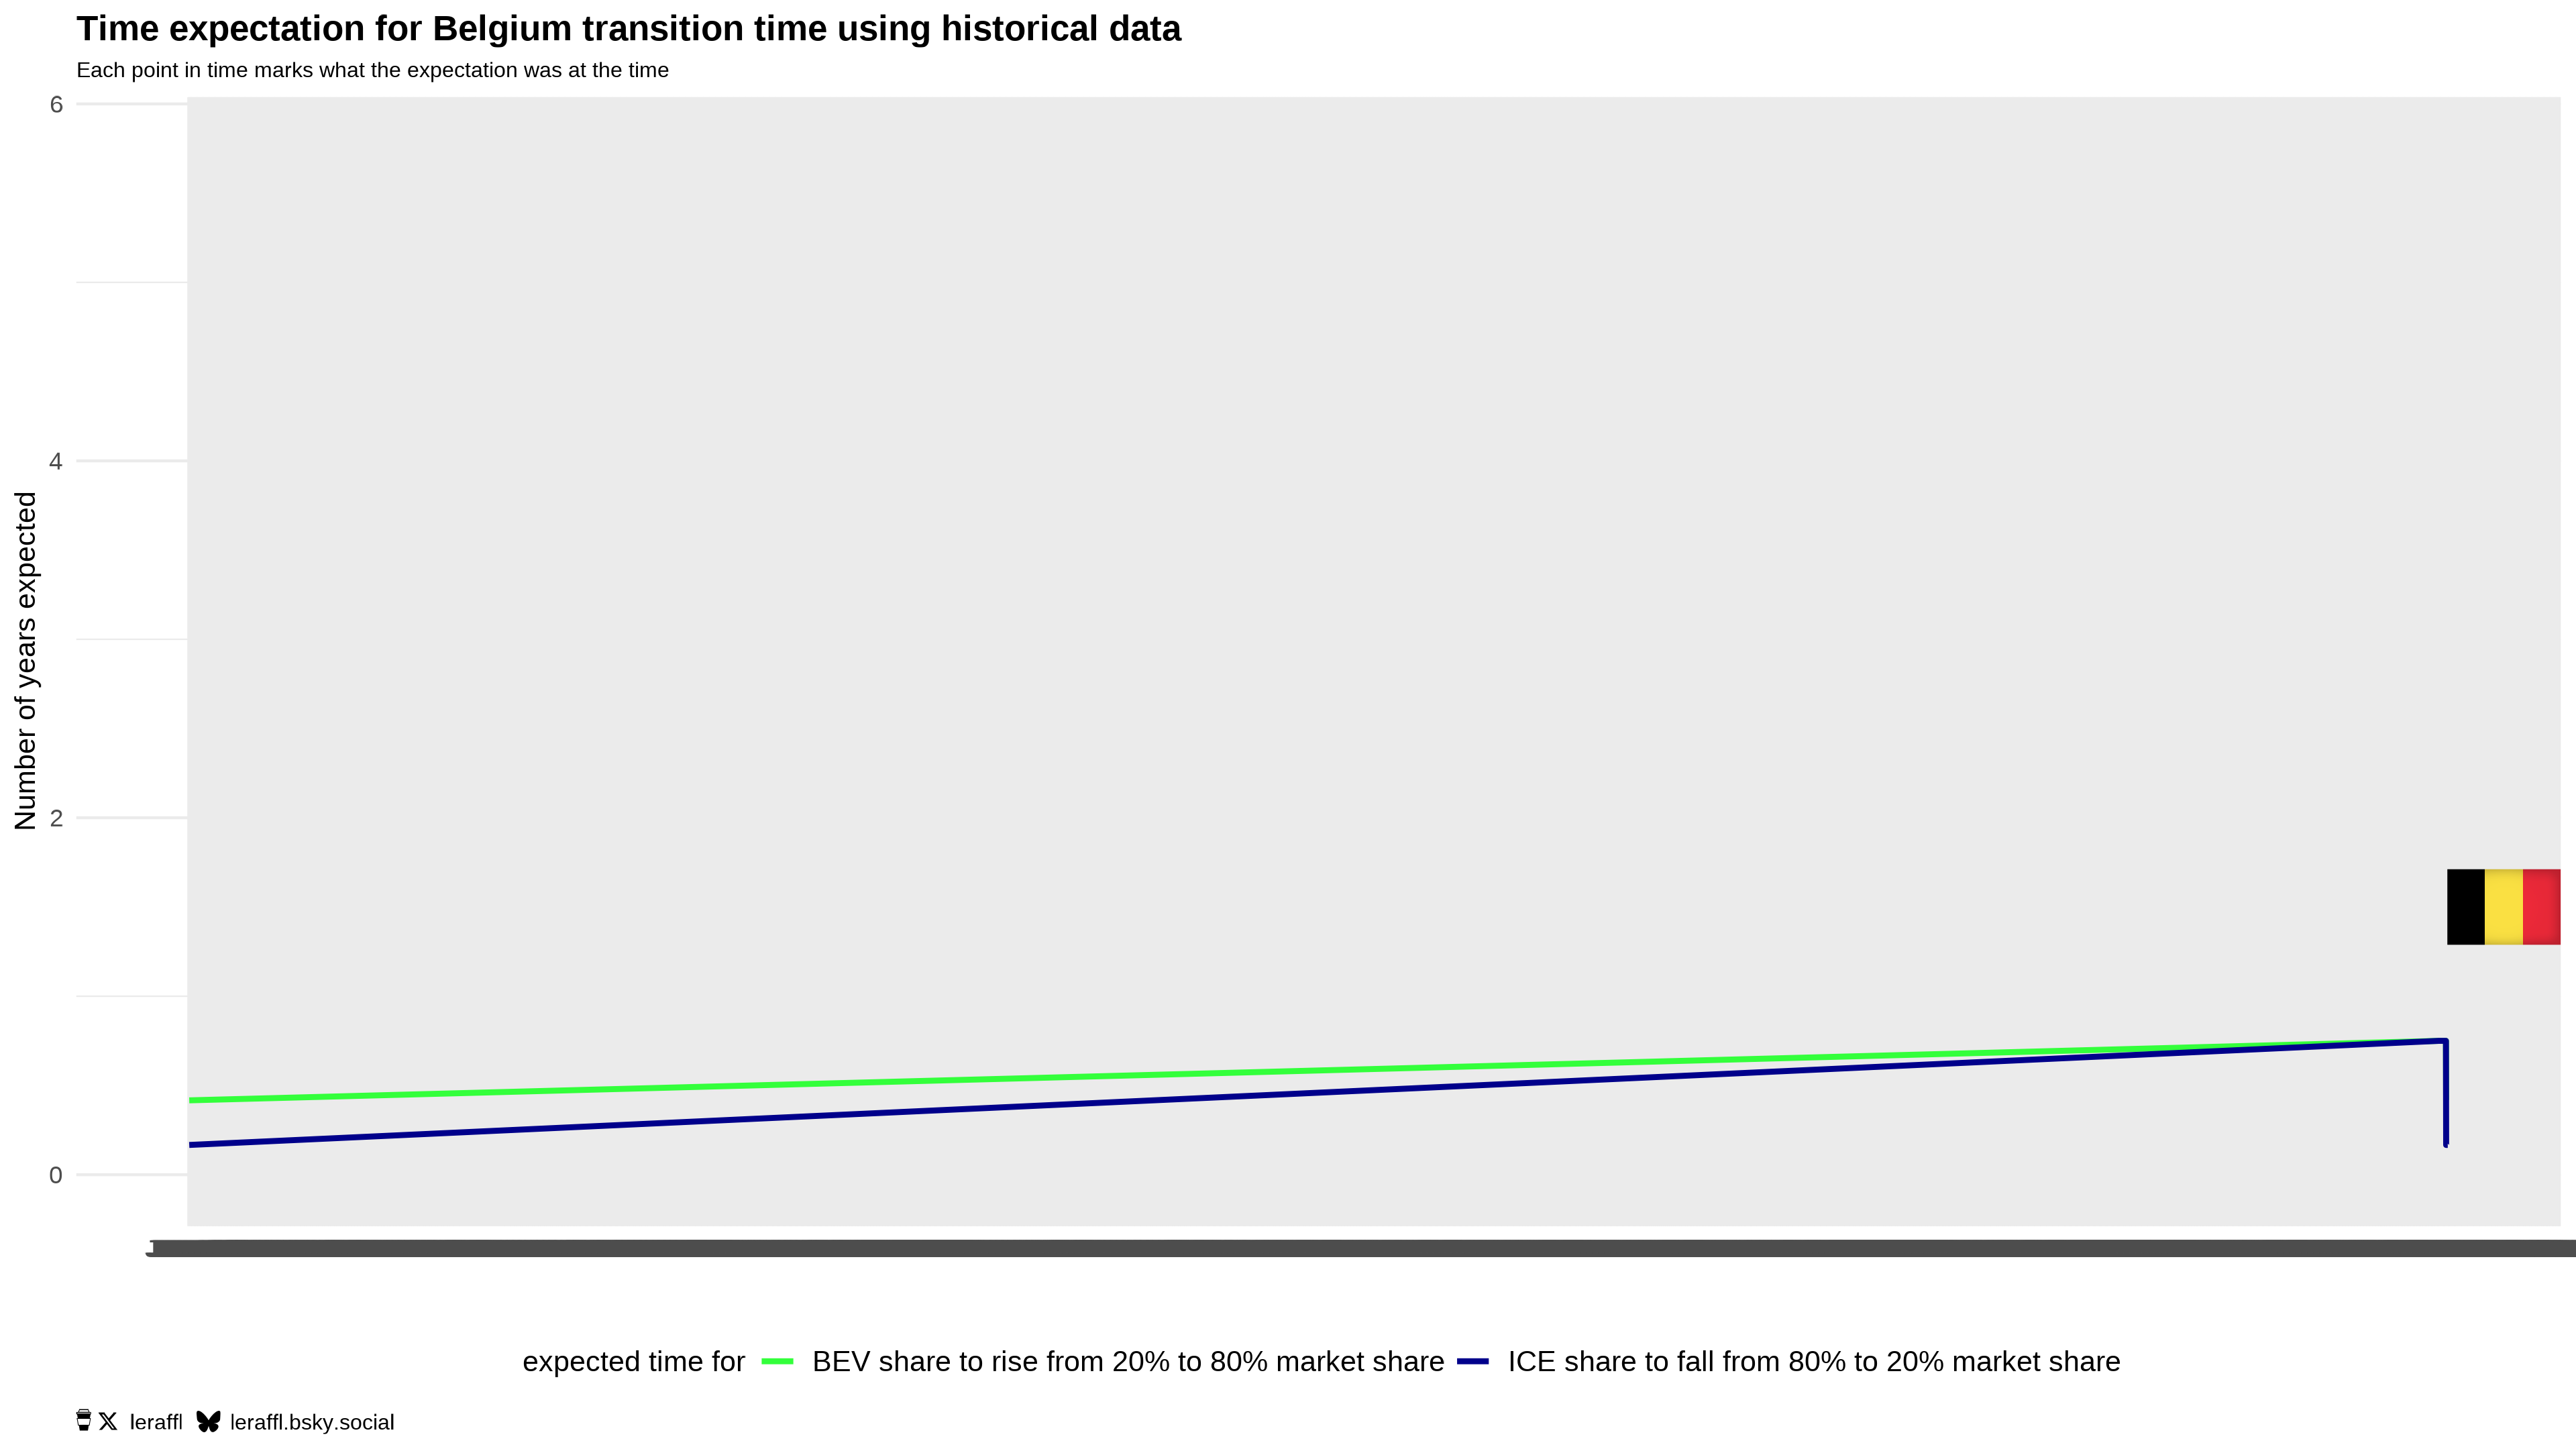 Time expectation for Belgium transition time using historical data
Each point in time marks what the expectation was at the time
6
4
2
0
Number of years expected
expected time for BEV share to rise from 20% to 80% market share ICE share to fall from 80% to 20% market share
leraffl leraffl.bsky.social